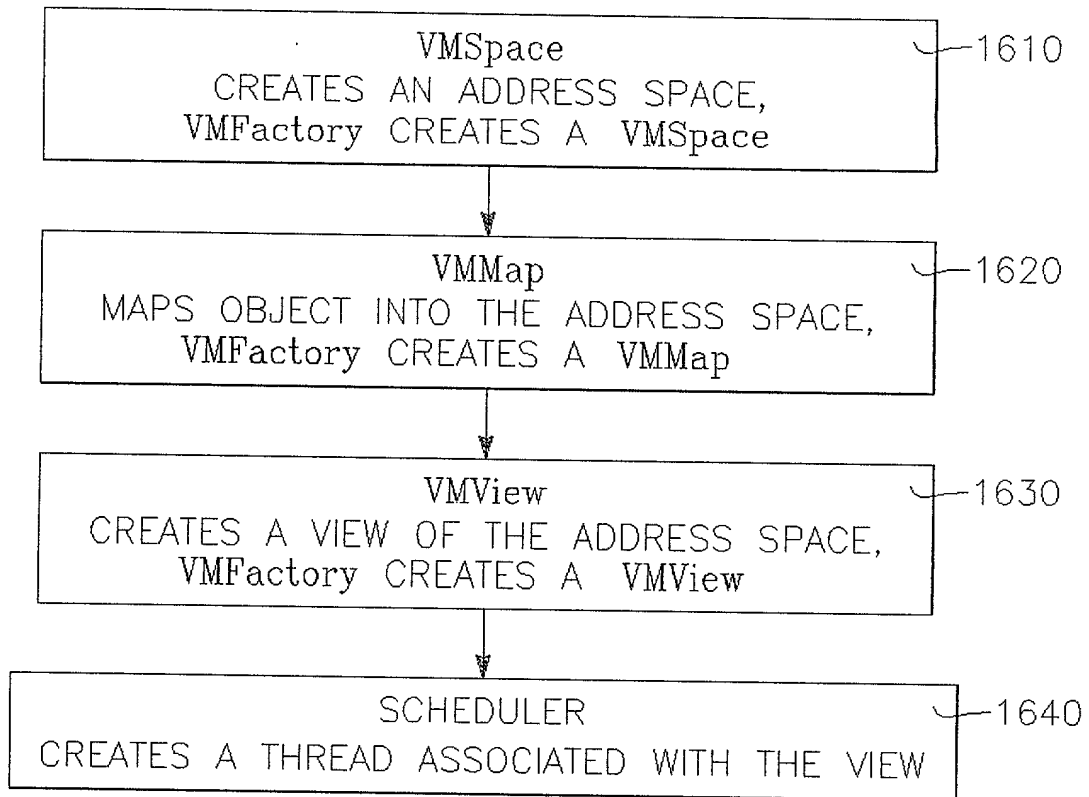 VMSpace
CREATES AN ADDRESS SPACE,
VMFactory CREATES A VMSpace
1610
VMMap
MAPS OBJECT INTO THE ADDRESS SPACE,
VMFactory CREATES A VMMap
1620
VMView
CREATES A VIEW OF THE ADDRESS SPACE,
VMFactory CREATES A VMView
1630
SCHEDULER
CREATES A THREAD ASSOCIATED WITH THE VIEW
1640